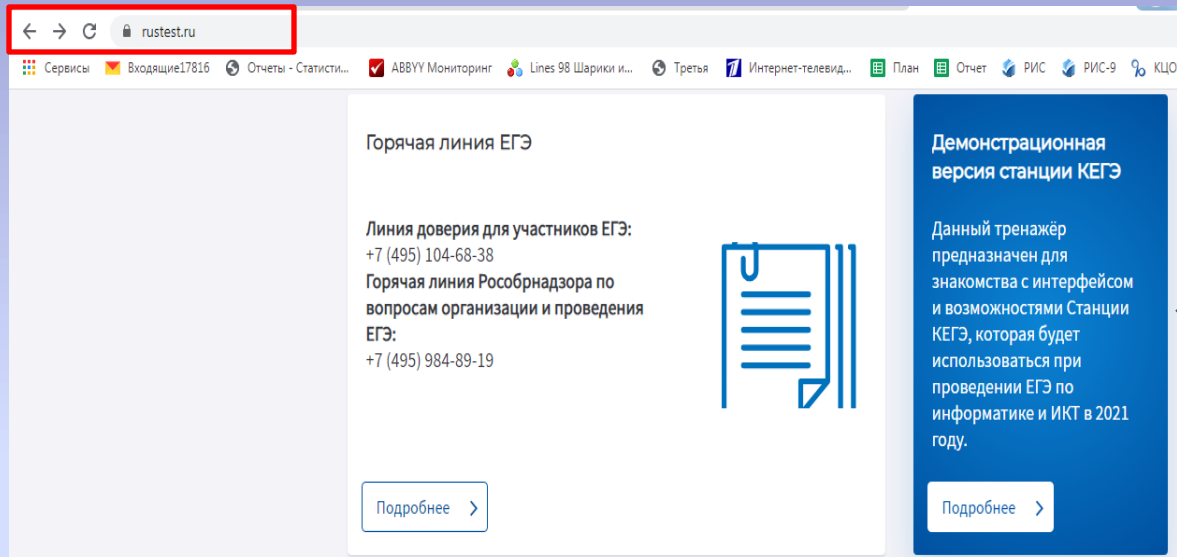 rustest.ru
Сервисы Входящие17816 Отчеты - Статисти... ABBYY Мониторинг Lines 98 Шарики и... Третья Интернет-телевид... План Отчет РИС РИС-9 КЦО
Горячая линия ЕГЭ
Линия доверия для участников ЕГЭ:
+7 (495) 104-68-38
Горячая линия Рособрнадзора по
вопросам организации и проведения
ЕГЭ:
+7 (495) 984-89-19
Подробнее
Демонстрационная
версия станции КЕГЭ
Данный тренажёр
предназначен для
знакомства с интерфейсом
и возможностями Станции
КЕГЭ, которая будет
использоваться при
проведении ЕГЭ по
информатике и ИКТ в 2021
году.
Подробнее